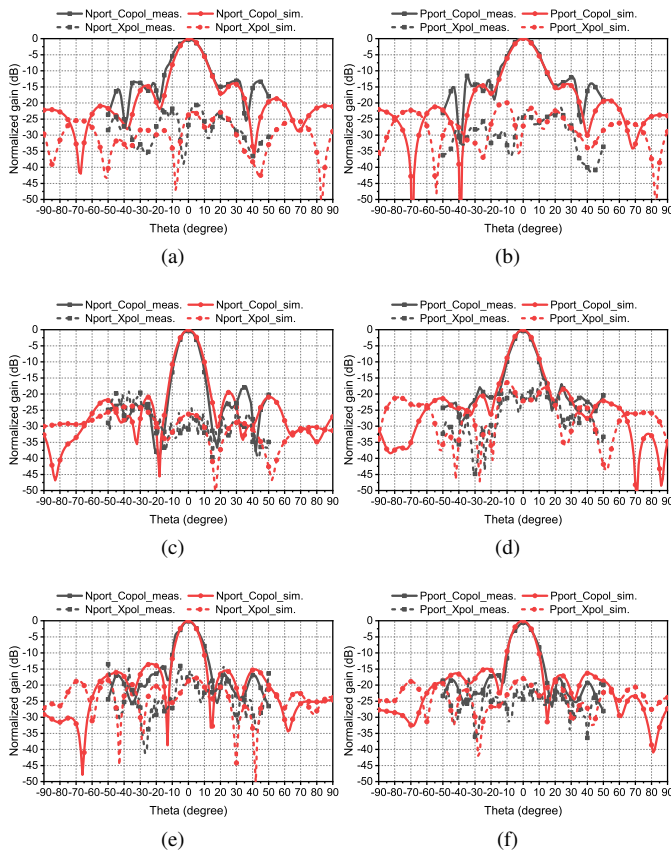 Nport_Copol_meas. Nport_Copol_sim. Pport_Copol_meas. Pport_Copol_sim.
Nport_Xpol_meas. Nport_Xpol_sim. Pport_Xpol_meas. Pport_Xpol_sim.
Normalized gain (dB)
0
-5
-10
-15
-20
-25
-30
-35
-40
-45
-50
-90-80-70-60-50-40-30-20-10 0 10 20 30 40 50 60 70 80 90
Theta (degree)
(a)
Normalized gain (dB)
0
-5
-10
-15
-20
-25
-30
-35
-40
-45
-50
-90-80-70-60-50-40-30-20-10 0 10 20 30 40 50 60 70 80 90
Theta (degree)
(b)
Nport_Copol_meas. Nport_Copol_sim. Pport_Copol_meas. Pport_Copol_sim.
Nport_Xpol_meas. Nport_Xpol_sim. Pport_Xpol_meas. Pport_Xpol_sim.
Normalized gain (dB)
0
-5
-10
-15
-20
-25
-30
-35
-40
-45
-50
-90-80-70-60-50-40-30-20-10 0 10 20 30 40 50 60 70 80 90
Theta (degree)
(c)
Normalized gain (dB)
0
-5
-10
-15
-20
-25
-30
-35
-40
-45
-50
-90-80-70-60-50-40-30-20-10 0 10 20 30 40 50 60 70 80 90
Theta (degree)
(d)
Nport_Copol_meas. Nport_Copol_sim. Pport_Copol_meas. Pport_Copol_sim.
Nport_Xpol_meas. Nport_Xpol_sim. Pport_Xpol_meas. Pport_Xpol_sim.
Normalized gain (dB)
0
-5
-10
-15
-20
-25
-30
-35
-40
-45
-50
-90-80-70-60-50-40-30-20-10 0 10 20 30 40 50 60 70 80 90
Theta (degree)
(e)
Normalized gain (dB)
0
-5
-10
-15
-20
-25
-30
-35
-40
-45
-50
-90-80-70-60-50-40-30-20-10 0 10 20 30 40 50 60 70 80 90
Theta (degree)
(f)